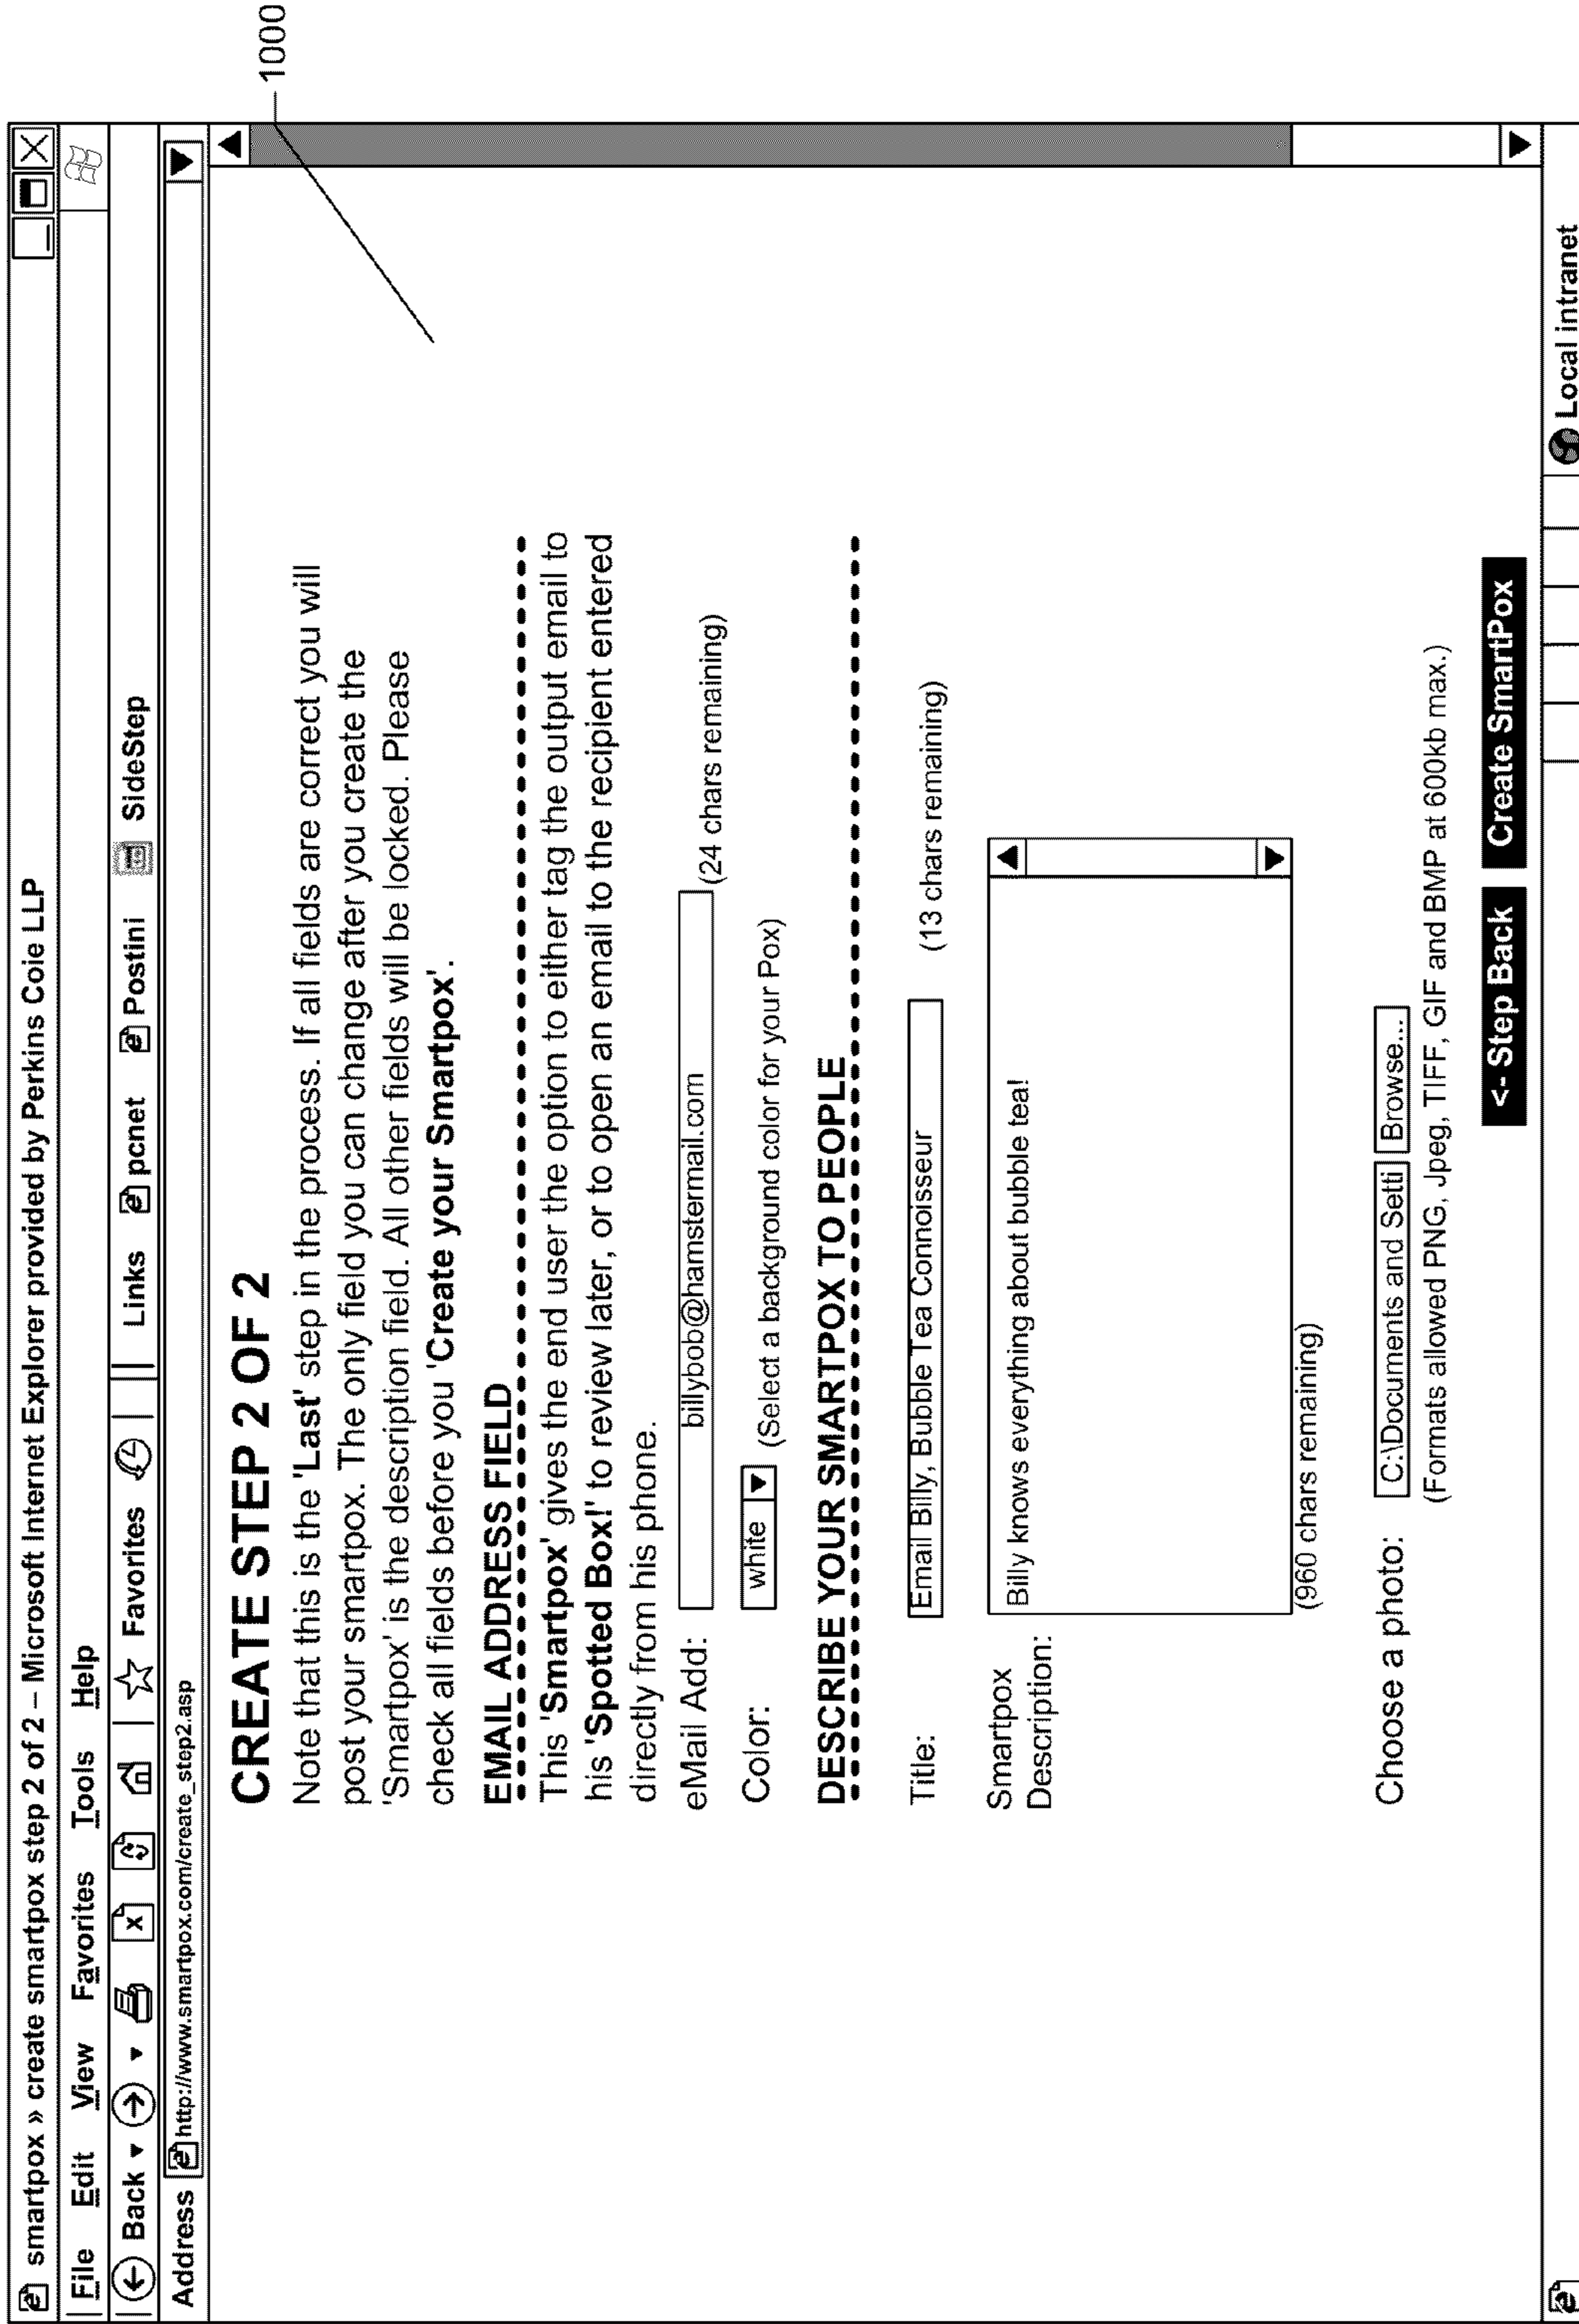 smartpox » create smartpox step 2 of 2 – Microsoft Internet Explorer provided by Perkins Coie LLP
File Edit View Favorites Tools Help
Back Favorites Links pcnet Postini SideStep
Address http://www.smartpox.com/create_step2.asp
1000
CREATE STEP 2 OF 2
Note that this is the 'Last' step in the process. If all fields are correct you will
post your smartpox. The only field you can change after you create the
'Smartpox' is the description field. All other fields will be locked. Please
check all fields before you 'Create your Smartpox'.
EMAIL ADDRESS FIELD
This 'Smartpox' gives the end user the option to either tag the output email to
his 'Spotted Box!' to review later, or to open an email to the recipient entered
directly from his phone.
eMail Add: billybob@hamstermail.com (24 chars remaining)
Color: white (Select a background color for your Pox)
DESCRIBE YOUR SMARTPOX TO PEOPLE
Title: Email Billy, Bubble Tea Connoisseur (13 chars remaining)
Smartpox
Description:
Billy knows everything about bubble tea!
(960 chars remaining)
Choose a photo: C:\Documents and Setti Browse...
(Formats allowed PNG, Jpeg, TIFF, GIF and BMP at 600kb max.)
<- Step Back Create SmartPox
Local intranet